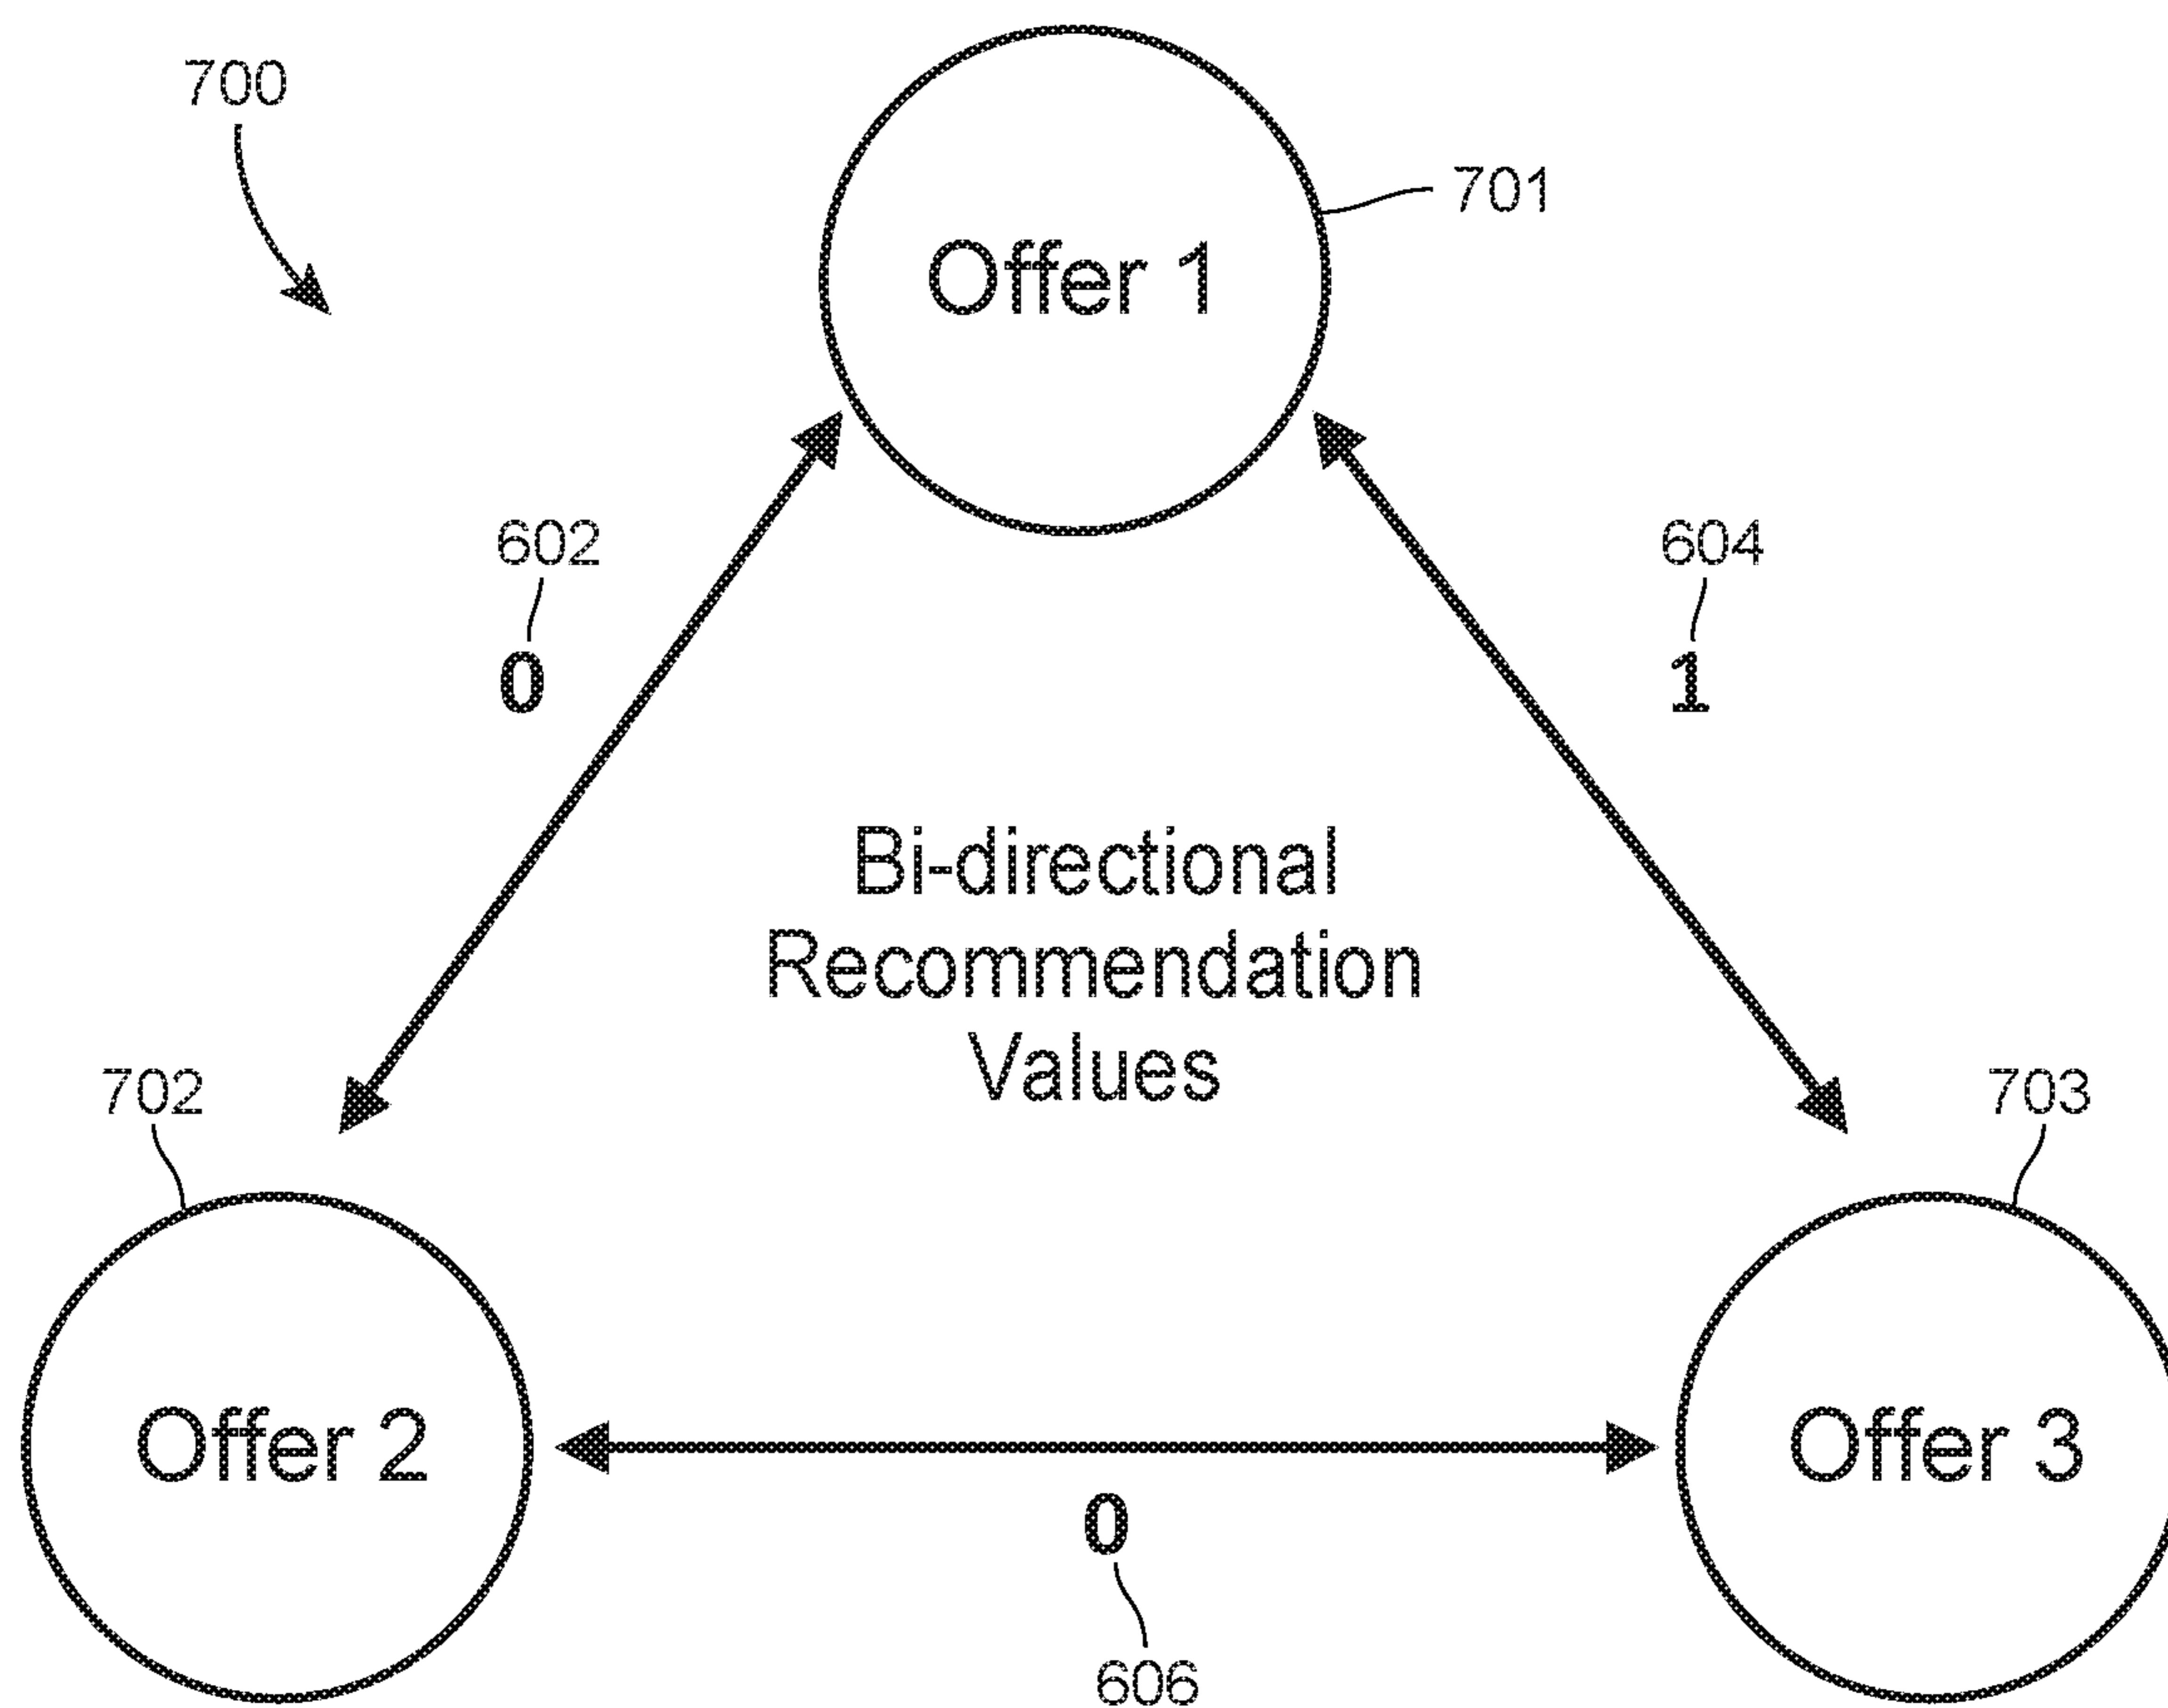 700
701
Offer 1
602
604
0
1
Bi-directional
Recommendation
Values
702
703
Offer 2
Offer 3
0
606